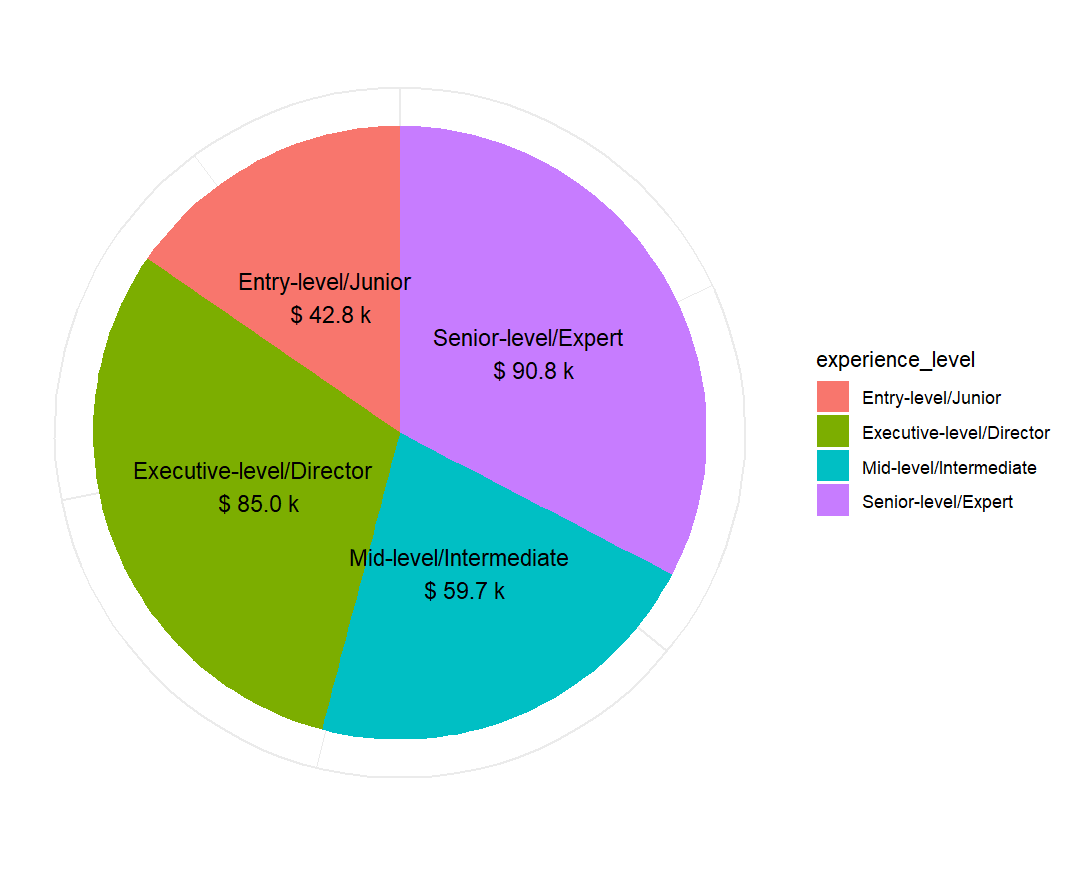 Entry-level/Junior
$ 42.8 k
Senior-level/Expert
$ 90.8 k
Executive-level/Director
$ 85.0 k
Mid-level/Intermediate
$ 59.7 k
experience_level
Entry-level/Junior
Executive-level/Director
Mid-level/Intermediate
Senior-level/Expert